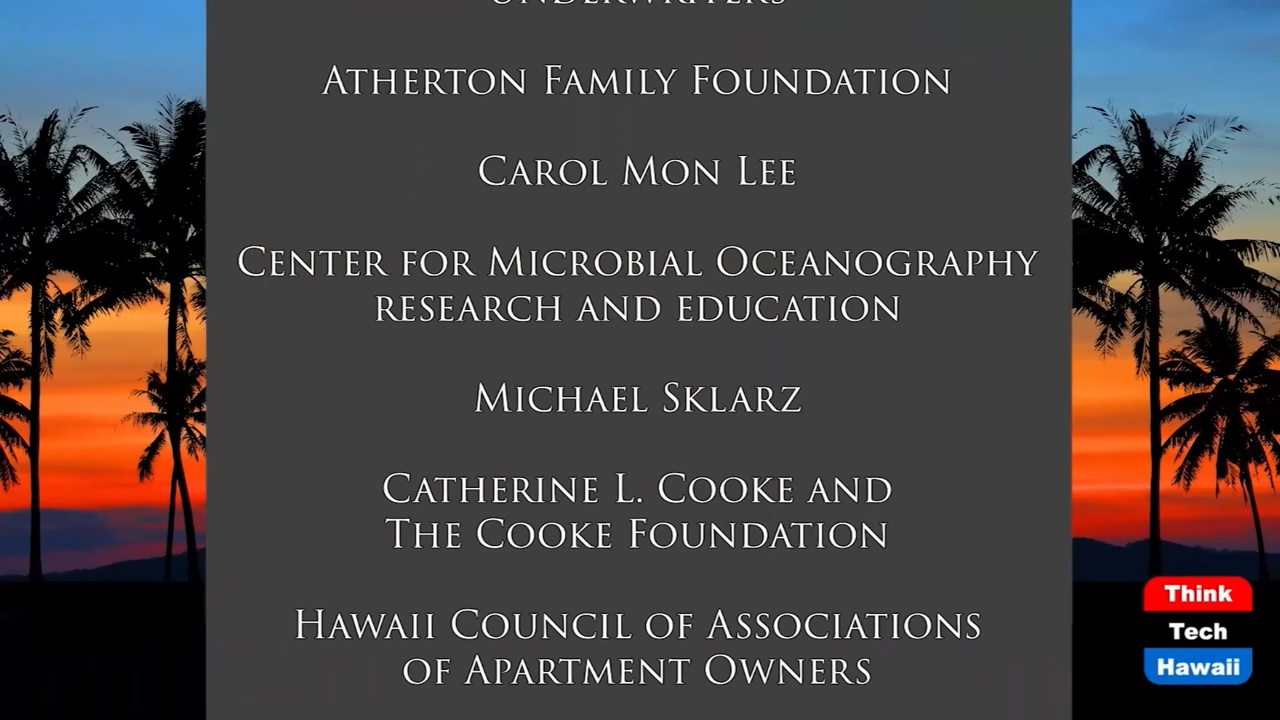 UNDERWRITERS
ATHERTON FAMILY FOUNDATION
CAROL MON LEE
CENTER FOR MICROBIAL OCEANOGRAPHY
RESEARCH AND EDUCATION
MICHAEL SKLARZ
CATHERINE L. COOKE AND
THE COOKE FOUNDATION
HAWAII COUNCIL OF ASSOCIATIONS
OF APARTMENT OWNERS
Think
Tech
Hawaii